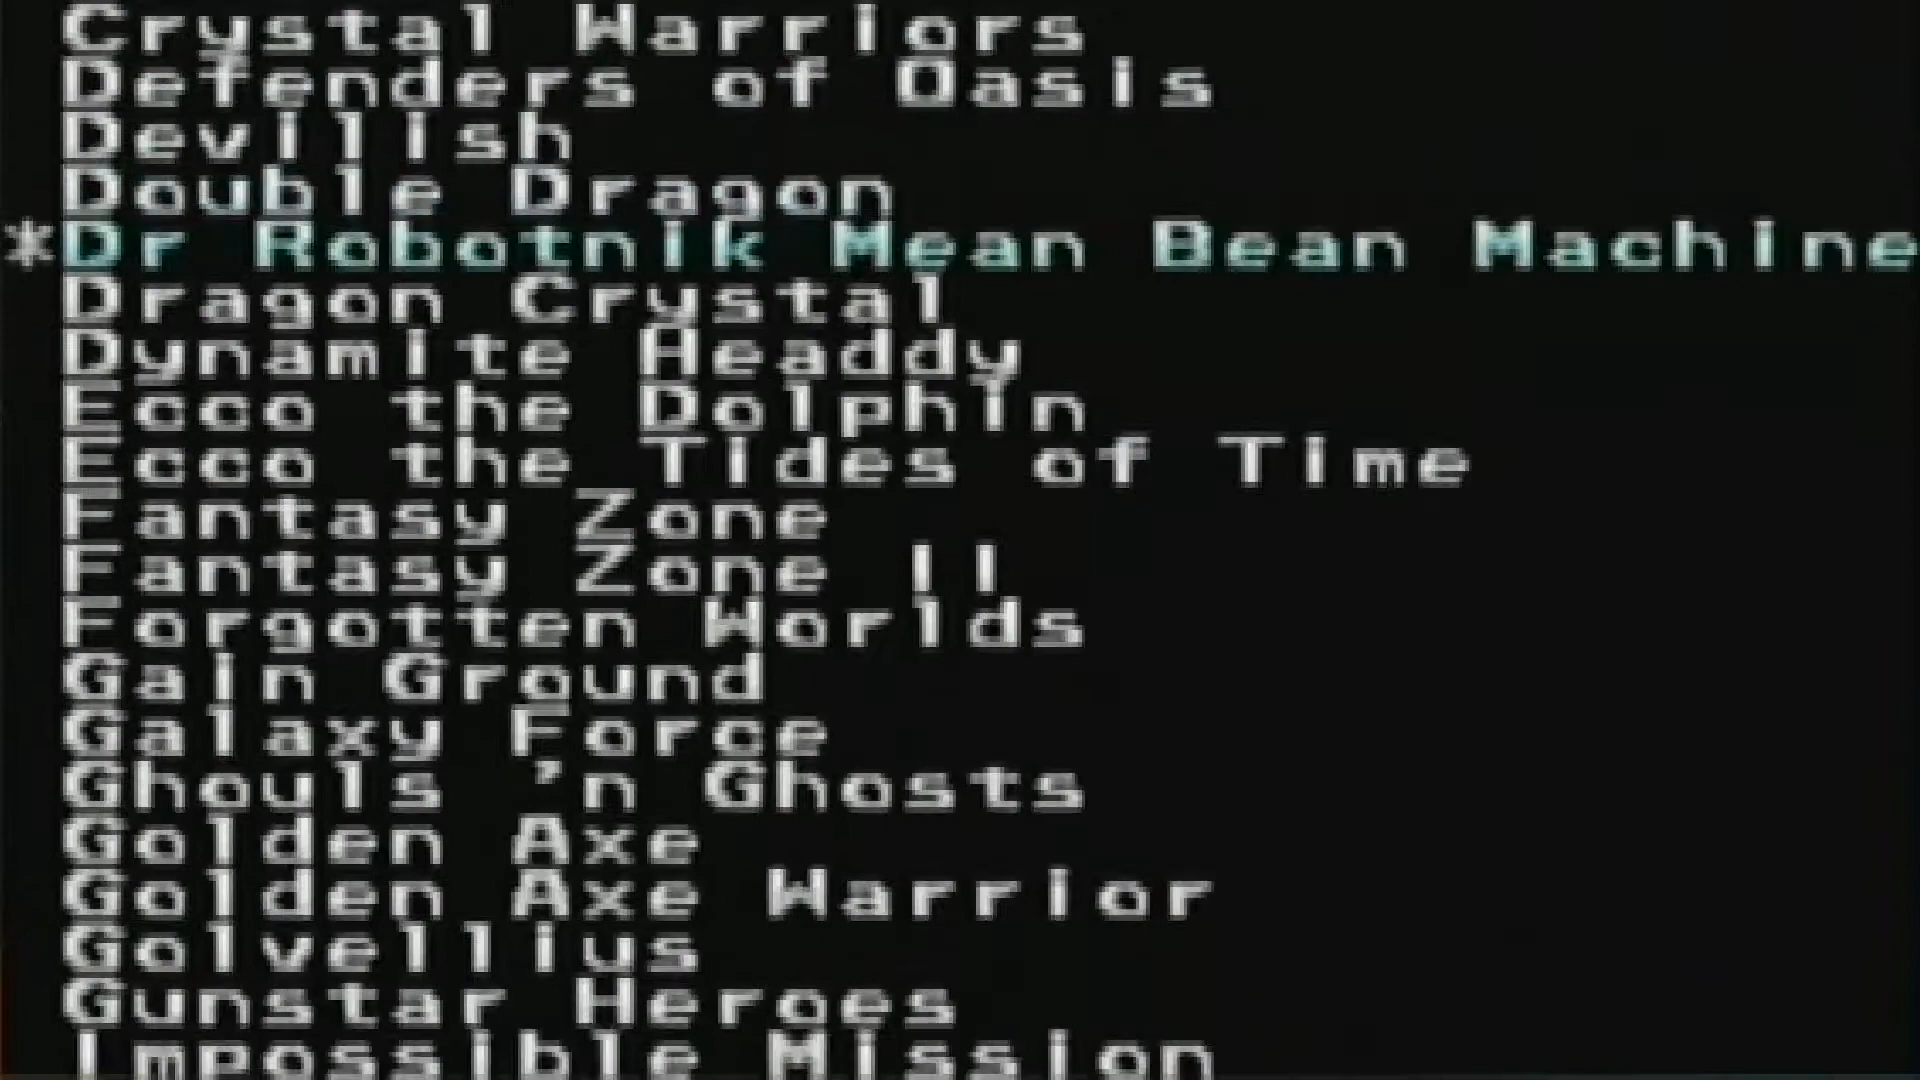 Crystal Warriors
Defenders of Oasis
Devilish
Double Dragon
*Dr Robotnik Mean Bean Machine
Dragon Crystal
Dynamite Headdy
Ecco the Dolphin
Ecco the Tides of Time
Fantasy Zone
Fantasy Zone II
Forgotten Worlds
Gain Ground
Galaxy Force
Ghouls 'n Ghosts
Golden Axe
Golden Axe Warrior
Golvellius
Gunstar Heroes
Impossible Mission